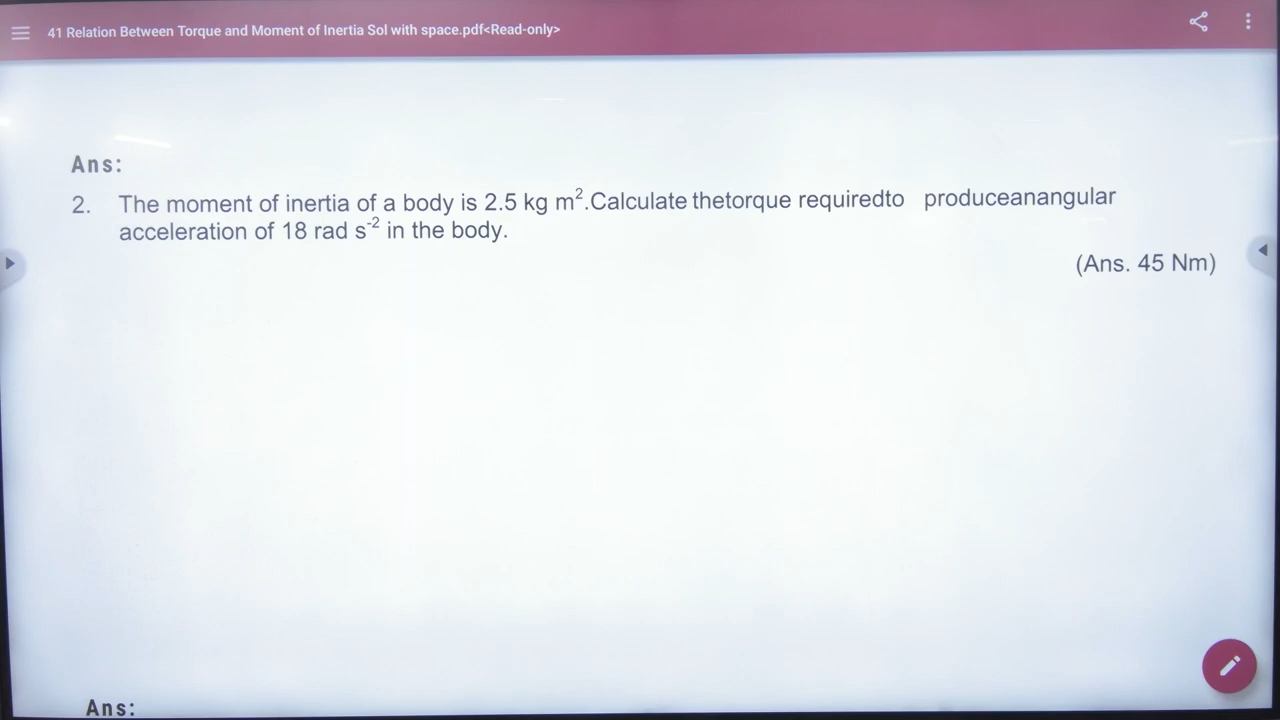 41 Relation Between Torque and Moment of Inertia Sol with space.pdf<Read-only>
Ans:
2. The moment of inertia of a body is 2.5 kg m².Calculate thetorque requiredto produceanangular
acceleration of 18 rad s⁻² in the body.
(Ans. 45 Nm)
Ans: